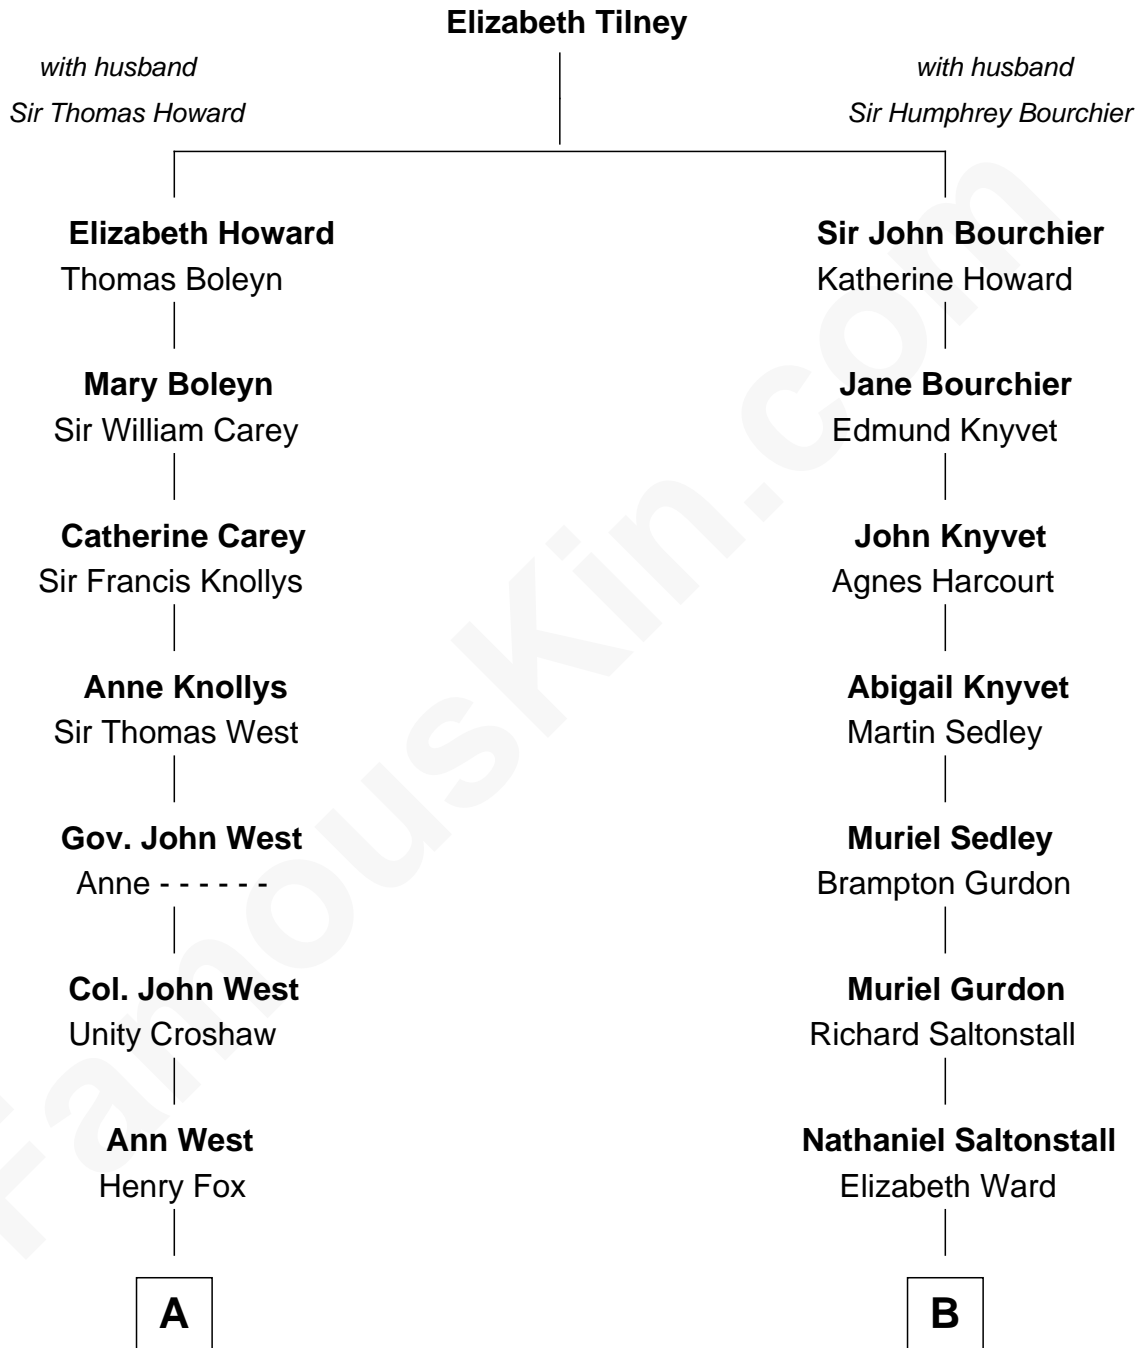 Elizabeth Tilney
with husband
Sir Thomas Howard
with husband
Sir Humphrey Bourchier
Elizabeth Howard
Thomas Boleyn
Mary Boleyn
Sir William Carey
Catherine Carey
Sir Francis Knollys
Anne Knollys
Sir Thomas West
Gov. John West
Anne - - - - - -
Col. John West
Unity Croshaw
Ann West
Henry Fox
A
Sir John Bourchier
Katherine Howard
Jane Bourchier
Edmund Knyvet
John Knyvet
Agnes Harcourt
Abigail Knyvet
Martin Sedley
Muriel Sedley
Brampton Gurdon
Muriel Gurdon
Richard Saltonstall
Nathaniel Saltonstall
Elizabeth Ward
B
FamousKin.com